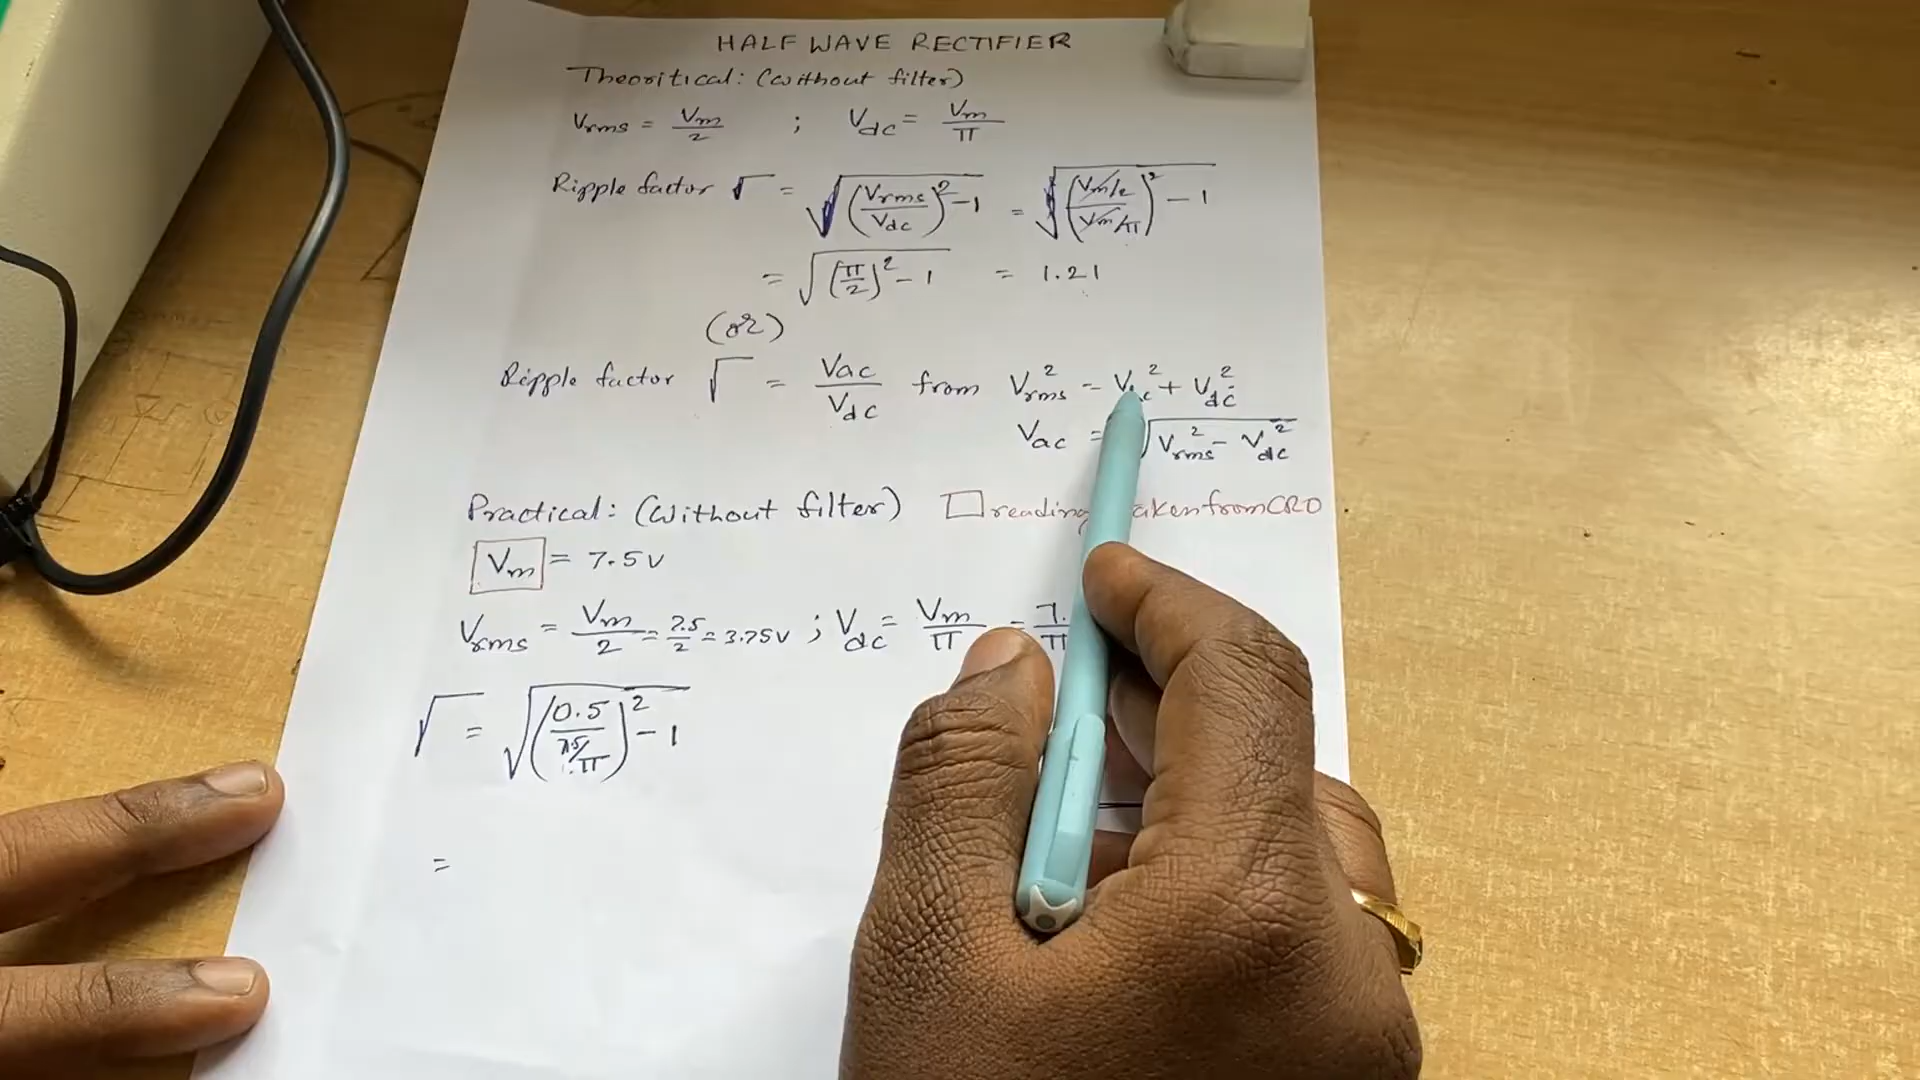 HALF WAVE RECTIFIER
Theoritical: (without filter)
Vrms = Vm/2 ; Vdc = Vm/π
Ripple factor Γ = √((Vrms/Vdc)² - 1) = √((Vm/2 / Vm/π)² - 1)
= √((π/2)² - 1) = 1.21
(or)
Ripple factor Γ = Vac/Vdc from Vrms² = Vac² + Vdc²
Vac = √(Vrms² - Vdc²)
Practical: (Without filter) □ reading taken from CRO
Vm = 7.5V
Vrms = Vm/2 = 7.5/2 = 3.75V ; Vdc = Vm/π = 7. /π
Γ = √((0.5 / 7.5/π)² - 1)
=